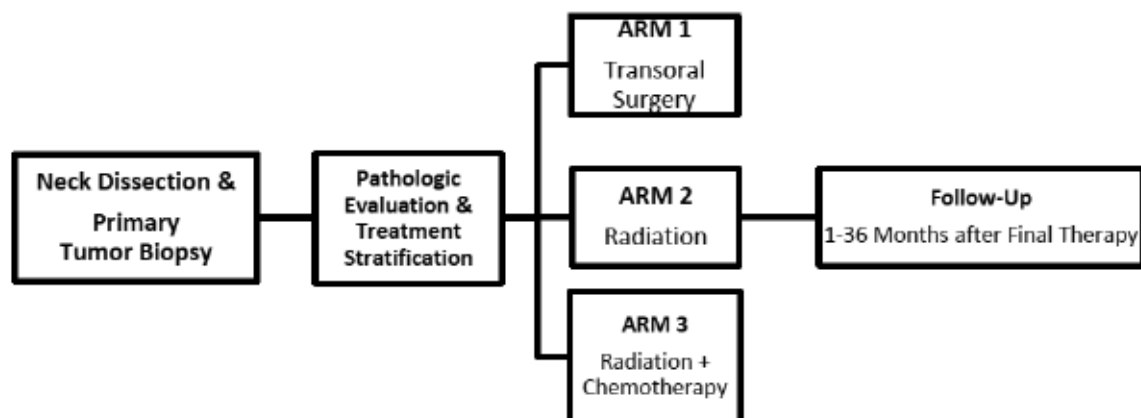 Neck Dissection &
Primary
Tumor Biopsy
Pathologic
Evaluation &
Treatment
Stratification
ARM 1
Transoral
Surgery
ARM 2
Radiation
ARM 3
Radiation +
Chemotherapy
Follow-Up
1-36 Months after Final Therapy